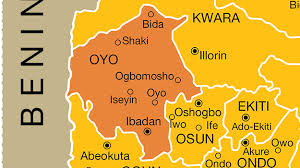 BENIN
KWARA
Bida
Shaki
Illorin
OYO
Ogbomosho
Iseyin
Oyo
Oshogbo
EKITI
Ibadan
Iwo
Ife
Ado-Ekiti
OSUN
Owo
Abeokuta
Akure
ONDO
Ondo